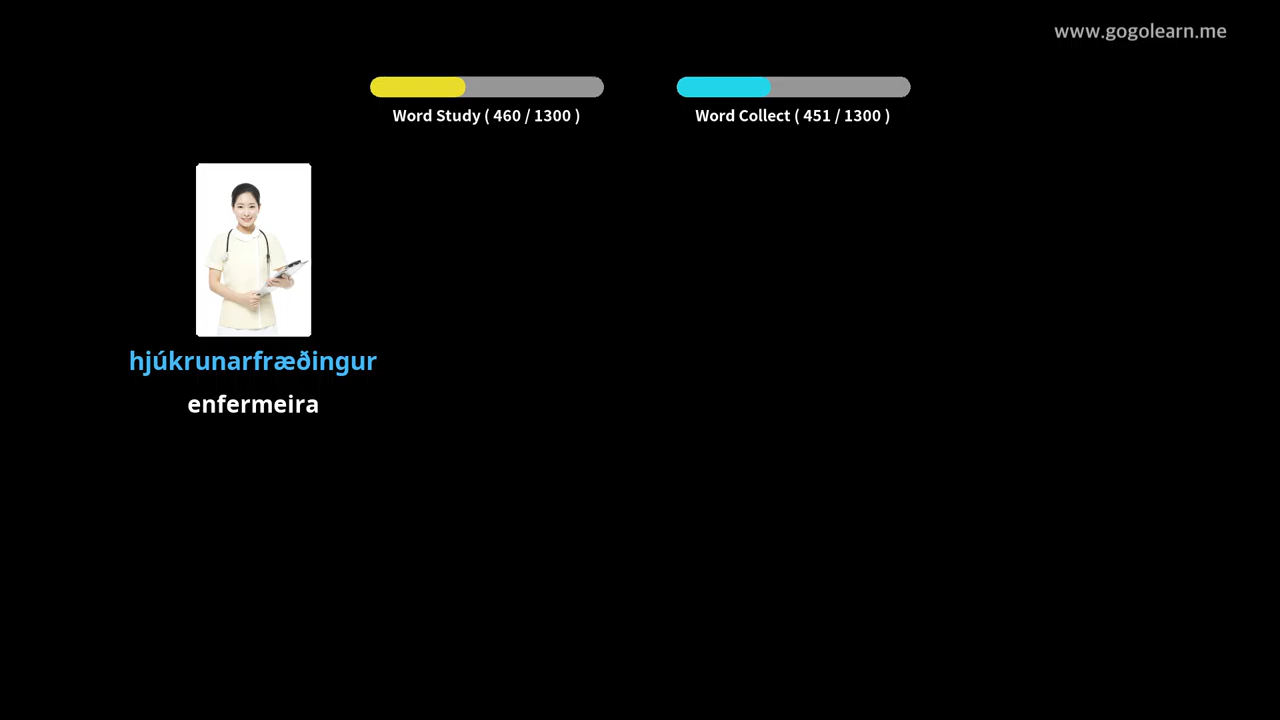 www.gogolearn.me
Word Study ( 460 / 1300 )
Word Collect ( 451 / 1300 )
hjúkrunarfræðingur
enfermeira